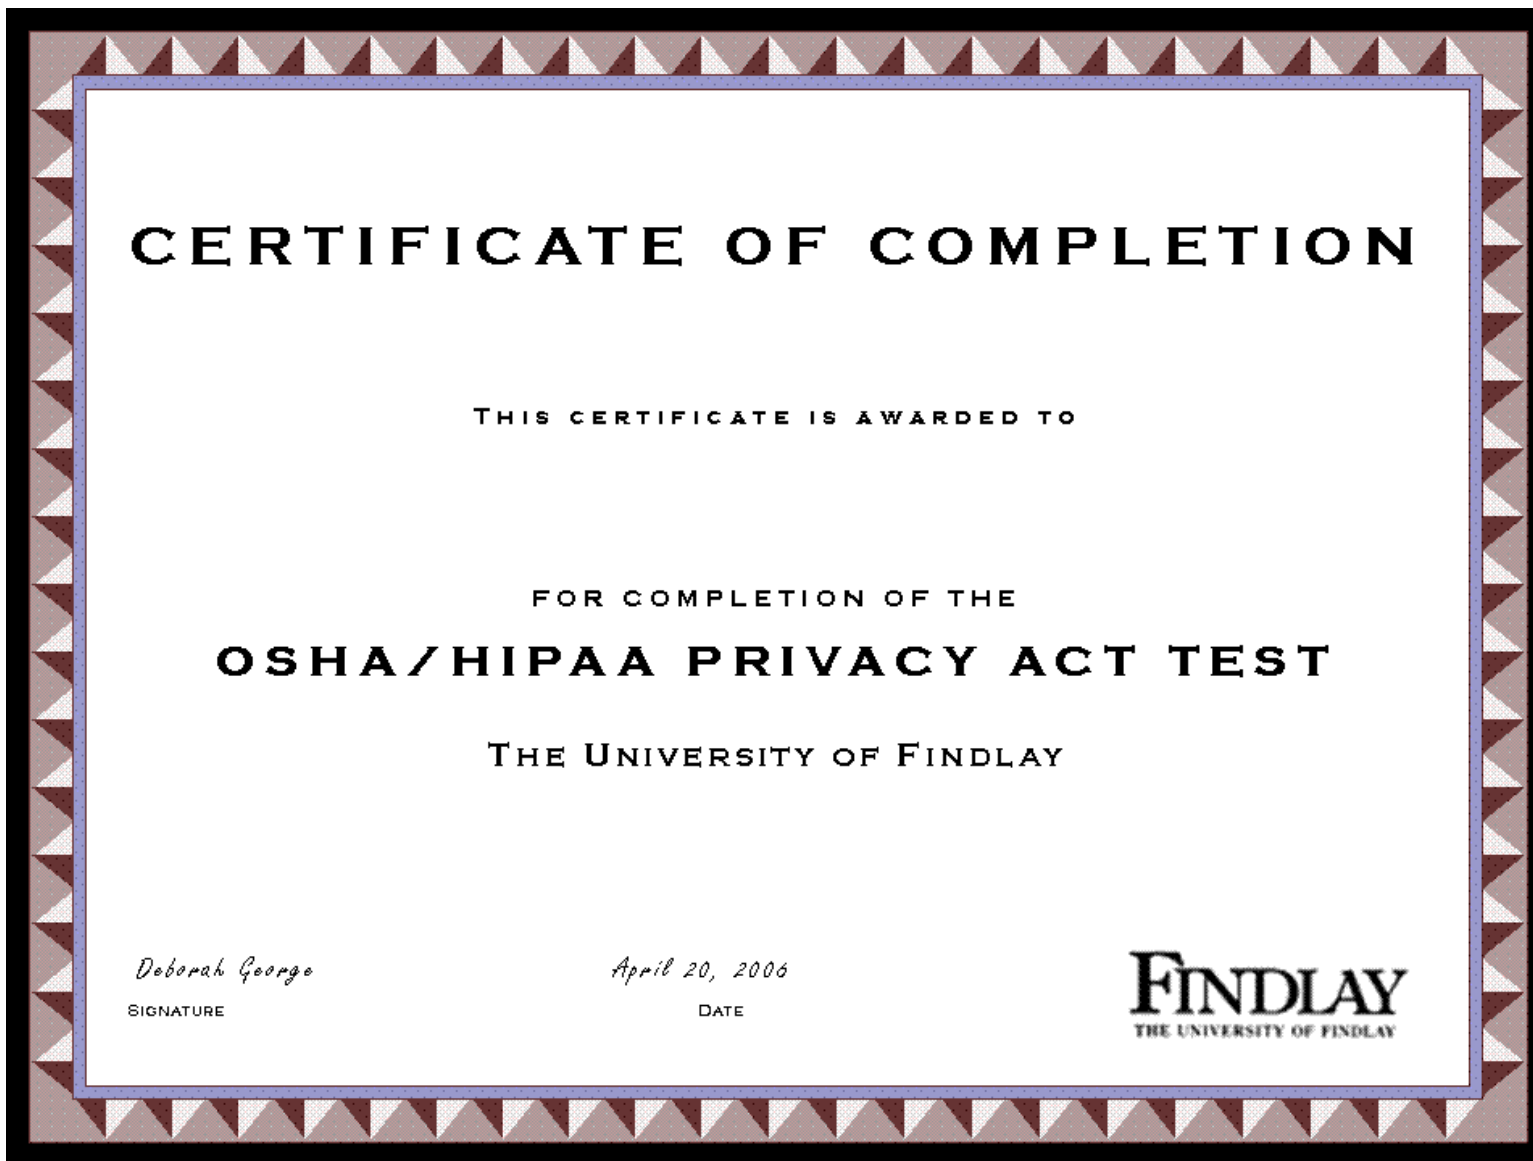 CERTIFICATE OF COMPLETION
THIS CERTIFICATE IS AWARDED TO
FOR COMPLETION OF THE
OSHA/HIPAA PRIVACY ACT TEST
THE UNIVERSITY OF FINDLAY
Deborah George
April 20, 2006
SIGNATURE
DATE
FINDLAY
THE UNIVERSITY OF FINDLAY